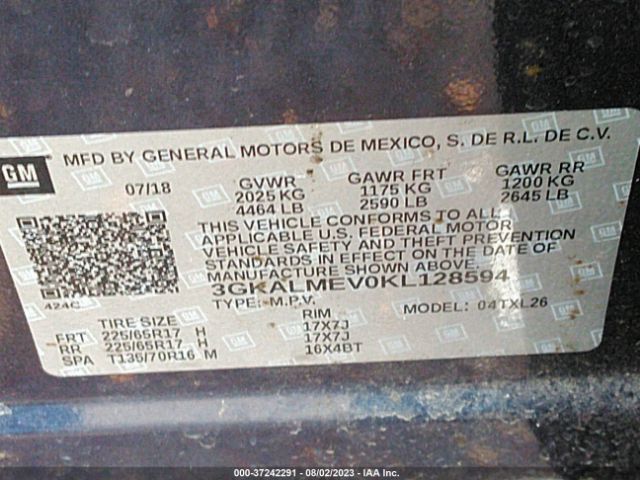 GM
MFD BY GENERAL MOTORS DE MEXICO, S. DE R.L. DE C.V.
07/18 GVWR GAWR FRT GAWR RR
2025 KG 1175 KG 1200 KG
4464 LB 2590 LB 2645 LB
THIS VEHICLE CONFORMS TO ALL
APPLICABLE U.S. FEDERAL MOTOR
VEHICLE SAFETY AND THEFT PREVENTION
STANDARDS IN EFFECT ON THE DATE OF
MANUFACTURE SHOWN ABOVE.
424C 3GKALMEV0KL128594
TYPE: M.P.V. MODEL: 04TXL26
TIRE SIZE RIM
FRT 225/65R17 H 17X7J
RR 225/65R17 H 17X7J
SPA T135/70R16 M 16X4BT
000-37242291 - 08/02/2023 - IAA Inc.